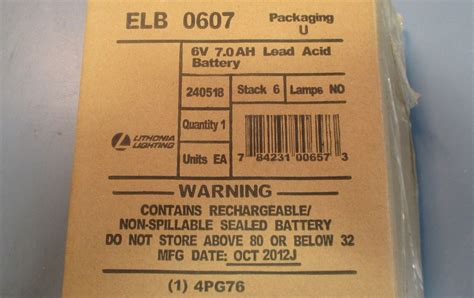 ELB 0607
Packaging
U
6V 7.0AH Lead Acid
Battery
240518
Stack 6
Lamps NO
Quantity 1
Units EA
LITHONIA
LIGHTING
7 84231 00657 3
WARNING
CONTAINS RECHARGEABLE/
NON-SPILLABLE SEALED BATTERY
DO NOT STORE ABOVE 80 OR BELOW 32
MFG DATE: OCT 2012J
(1) 4PG76